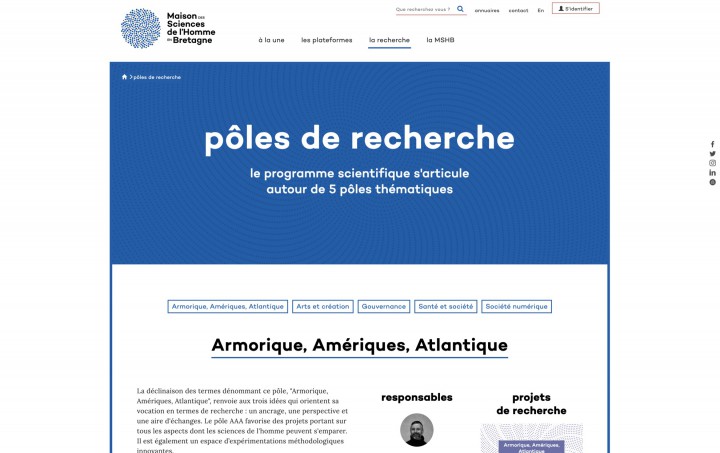 Maison DES
Sciences
de l'Homme
EN Bretagne
Que recherchez vous ?
annuaires
contact
En
S'identifier
à la une
les plateformes
la recherche
la MSHB
pôles de recherche
pôles de recherche
le programme scientifique s'articule
autour de 5 pôles thématiques
Armorique, Amériques, Atlantique
Arts et création
Gouvernance
Santé et société
Société numérique
Armorique, Amériques, Atlantique
La déclinaison des termes dénommant ce pôle, "Armorique,
Amériques, Atlantique", renvoie aux trois idées qui orientent sa
vocation en termes de recherche : un ancrage, une perspective et
une aire d'échanges. Le pôle AAA favorise des projets portant sur
tous les aspects dont les sciences de l'homme peuvent s'emparer.
Il est également un espace d'expérimentations méthodologiques
innovantes.
responsables
projets
de recherche
Armorique, Amériques,
Atlantique